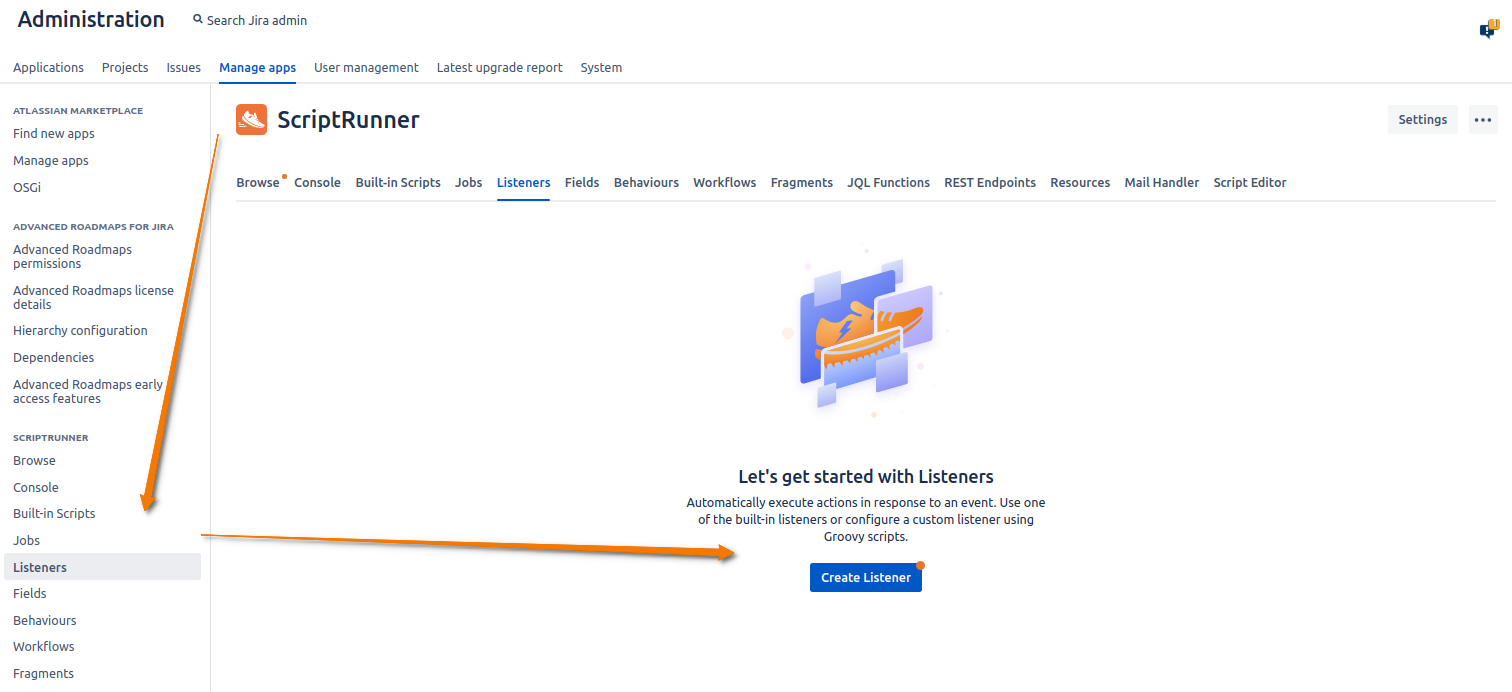 Administration
Search Jira admin
Applications Projects Issues Manage apps User management Latest upgrade report System
ATLASSIAN MARKETPLACE
Find new apps
Manage apps
OSGi
ADVANCED ROADMAPS FOR JIRA
Advanced Roadmaps
permissions
Advanced Roadmaps license
details
Hierarchy configuration
Dependencies
Advanced Roadmaps early
access features
SCRIPTRUNNER
Browse
Console
Built-in Scripts
Jobs
Listeners
Fields
Behaviours
Workflows
Fragments
ScriptRunner
Settings
Browse Console Built-in Scripts Jobs Listeners Fields Behaviours Workflows Fragments JQL Functions REST Endpoints Resources Mail Handler Script Editor
Let's get started with Listeners
Automatically execute actions in response to an event. Use one
of the built-in listeners or configure a custom listener using
Groovy scripts.
Create Listener